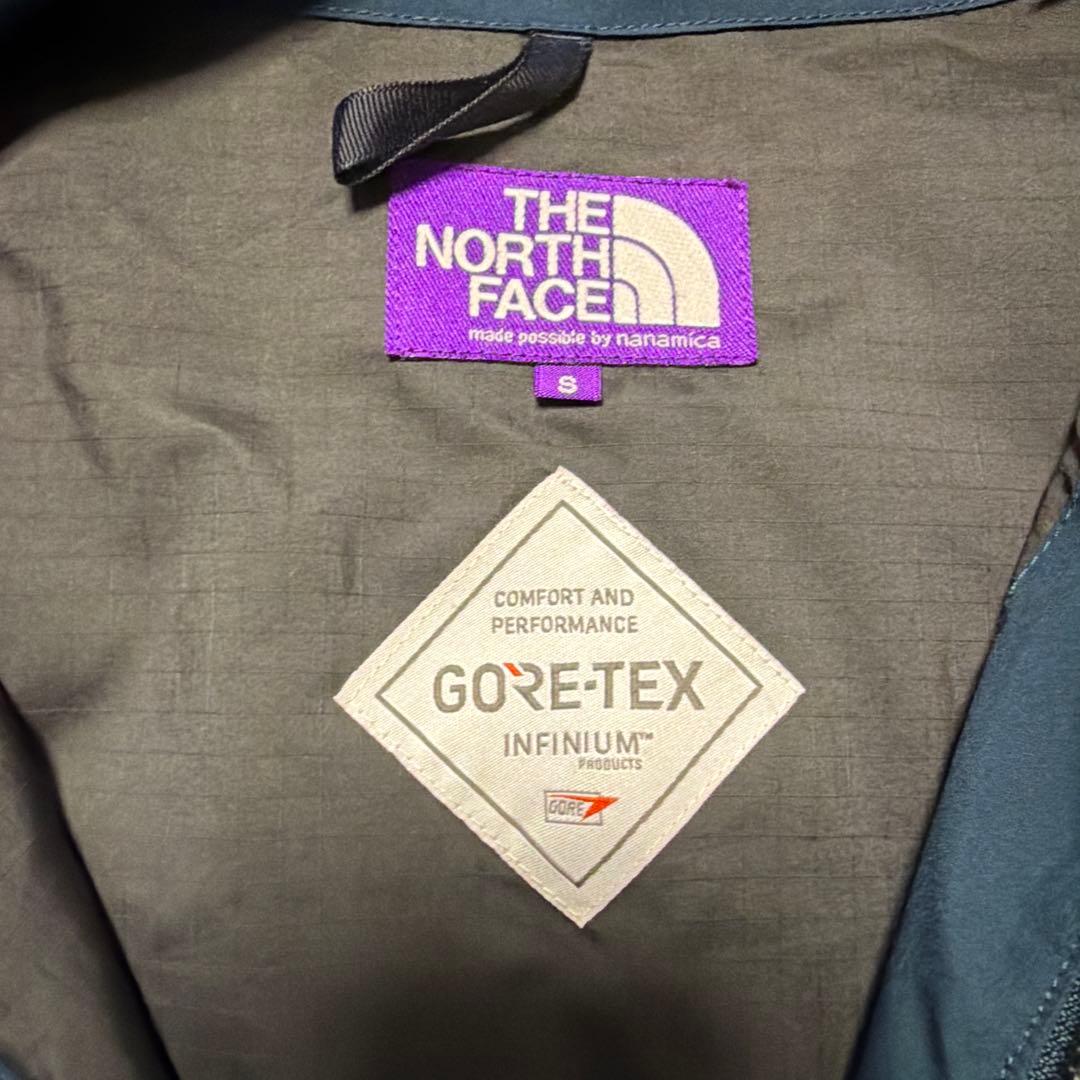 THE
NORTH
FACE
made possible by nanamica
S
COMFORT AND
PERFORMANCE
GORE-TEX
INFINIUM™
PRODUCTS
GORE